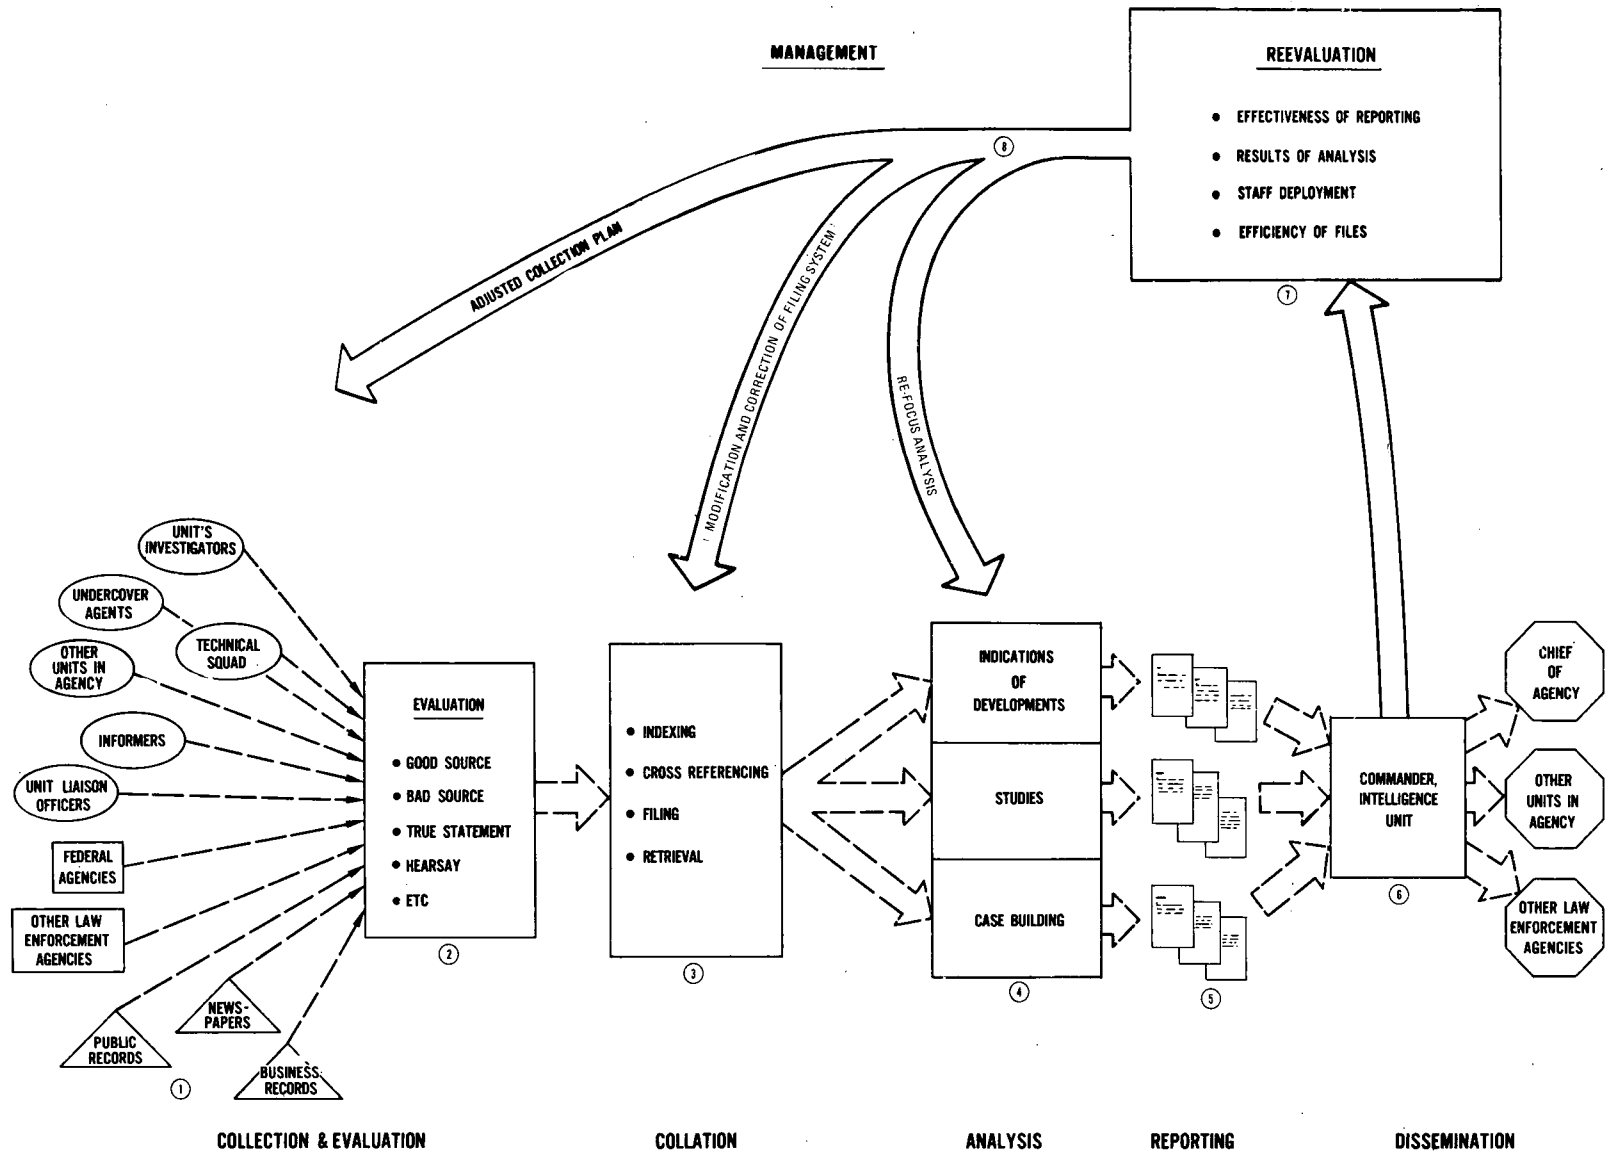 MANAGEMENT
REEVALUATION
• EFFECTIVENESS OF REPORTING
• RESULTS OF ANALYSIS
• STAFF DEPLOYMENT
• EFFICIENCY OF FILES
7
8
ADJUSTED COLLECTION PLAN
MODIFICATION AND CORRECTION OF FILING SYSTEM
RE-FOCUS ANALYSIS
UNIT'S
INVESTIGATORS
UNDERCOVER
AGENTS
TECHNICAL
SQUAD
OTHER
UNITS IN
AGENCY
INFORMERS
UNIT LIAISON
OFFICERS
FEDERAL
AGENCIES
OTHER LAW
ENFORCEMENT
AGENCIES
PUBLIC
RECORDS
NEWS-
PAPERS
BUSINESS
RECORDS
1
EVALUATION
• GOOD SOURCE
• BAD SOURCE
• TRUE STATEMENT
• HEARSAY
• ETC
2
• INDEXING
• CROSS REFERENCING
• FILING
• RETRIEVAL
3
INDICATIONS
OF
DEVELOPMENTS
STUDIES
CASE BUILDING
4
5
COMMANDER,
INTELLIGENCE
UNIT
6
CHIEF
OF
AGENCY
OTHER
UNITS IN
AGENCY
OTHER LAW
ENFORCEMENT
AGENCIES
COLLECTION & EVALUATION
COLLATION
ANALYSIS
REPORTING
DISSEMINATION